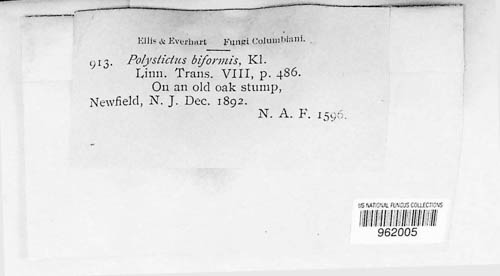 Ellis & Everhart Fungi Columbiani.
913. Polystictus biformis, Kl.
Linn. Trans. VIII, p. 486.
On an old oak stump,
Newfield, N. J. Dec. 1892.
N. A. F. 1596.
US NATIONAL FUNGUS COLLECTIONS
962005